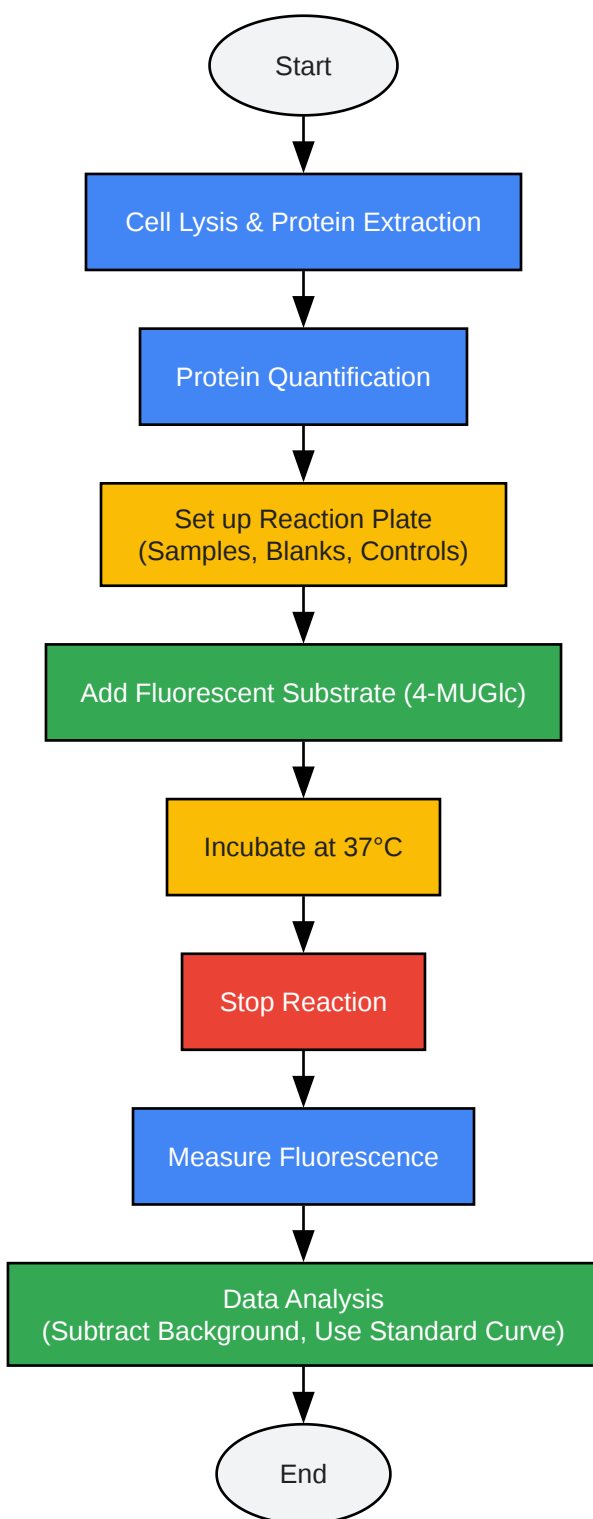 Start
Cell Lysis & Protein Extraction
Protein Quantification
Set up Reaction Plate
(Samples, Blanks, Controls)
Add Fluorescent Substrate (4-MUGlc)
Incubate at 37°C
Stop Reaction
Measure Fluorescence
Data Analysis
(Subtract Background, Use Standard Curve)
End